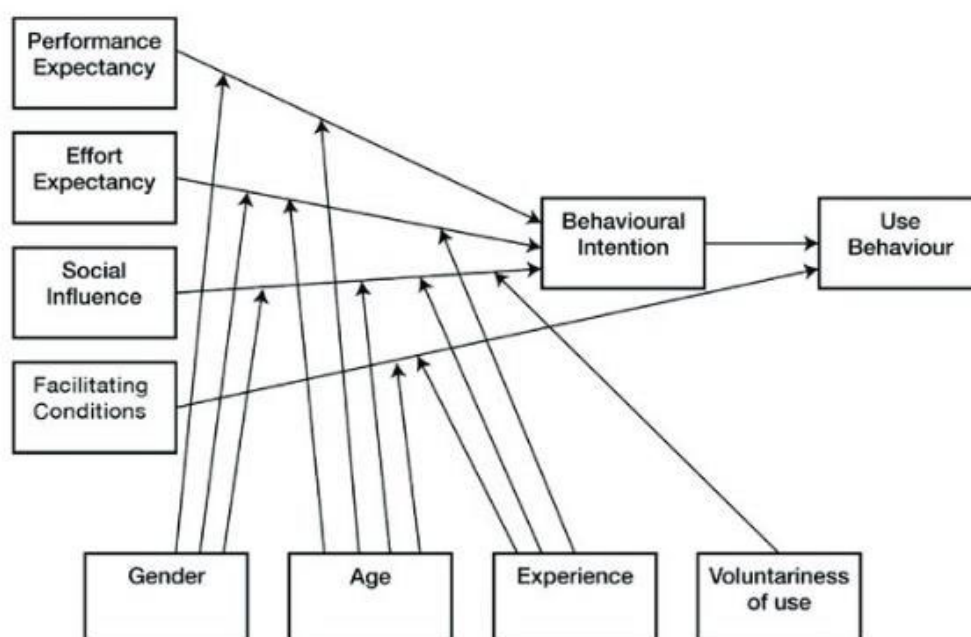 Performance
Expectancy
Effort
Expectancy
Social
Influence
Facilitating
Conditions
Behavioural
Intention
Use
Behaviour
Gender
Age
Experience
Voluntariness
of use